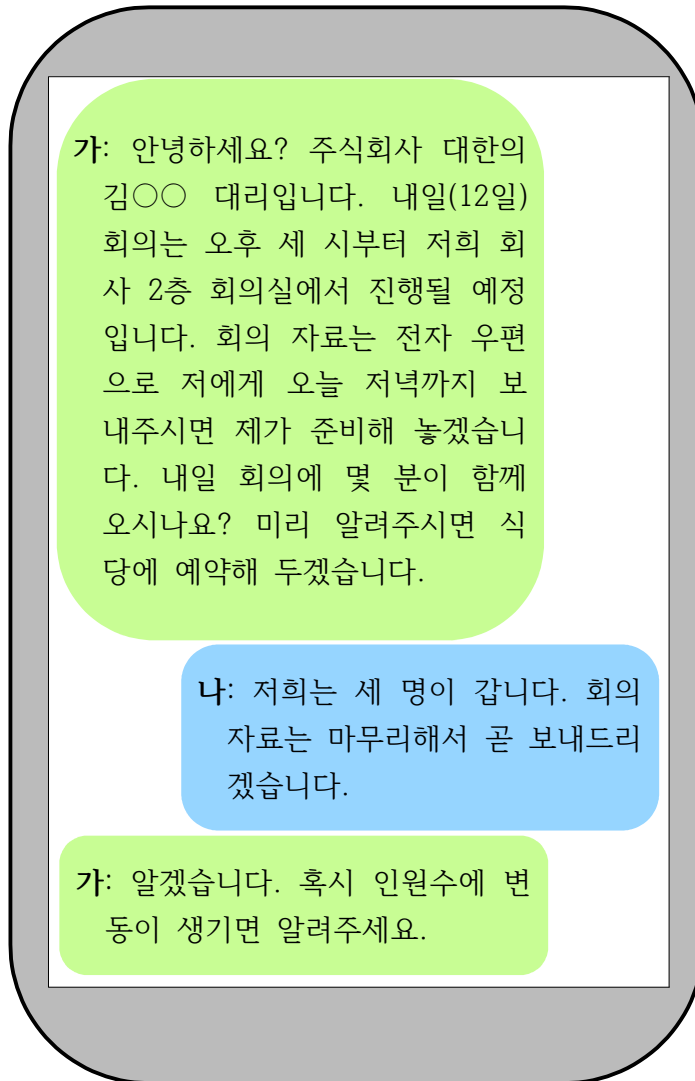 가: 안녕하세요? 주식회사 대한의
김○○ 대리입니다. 내일(12일)
회의는 오후 세 시부터 저희 회
사 2층 회의실에서 진행될 예정
입니다. 회의 자료는 전자 우편
으로 저에게 오늘 저녁까지 보
내주시면 제가 준비해 놓겠습니
다. 내일 회의에 몇 분이 함께
오시나요? 미리 알려주시면 식
당에 예약해 두겠습니다.
나: 저희는 세 명이 갑니다. 회의
자료는 마무리해서 곧 보내드리
겠습니다.
가: 알겠습니다. 혹시 인원수에 변
동이 생기면 알려주세요.